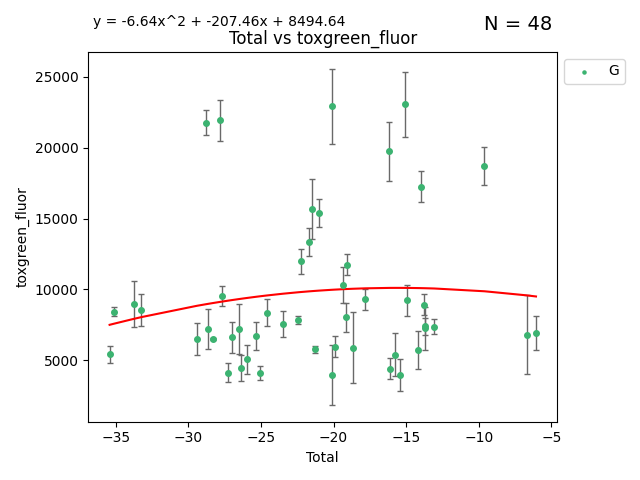 y = -6.64x^2 + -207.46x + 8494.64
N = 48
Total vs toxgreen_fluor
G
25000
20000
15000
10000
5000
toxgreen_fluor
−35 −30 −25 −20 −15 −10 −5
Total